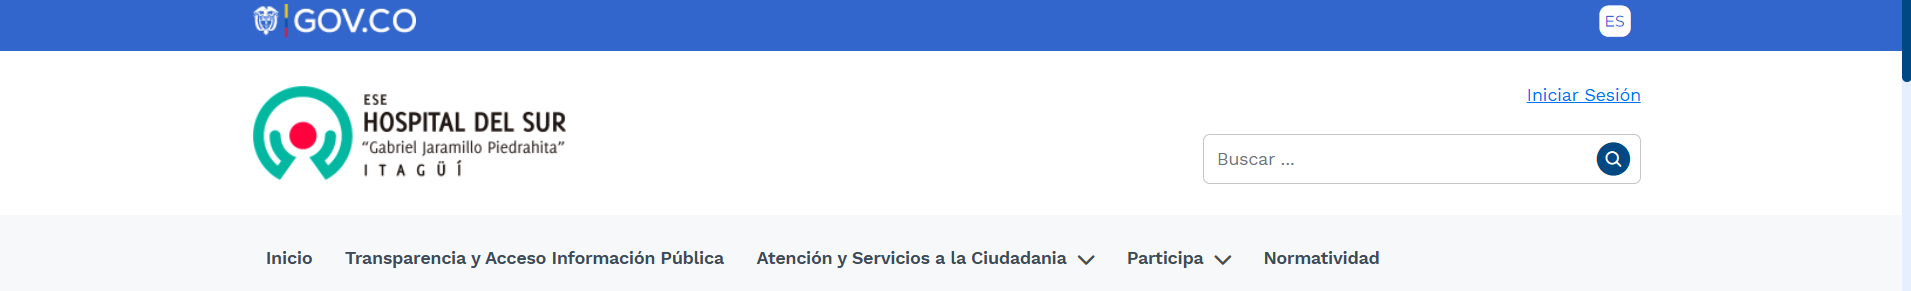 GOV.CO
ES
ESE
HOSPITAL DEL SUR
“Gabriel Jaramillo Piedrahita”
ITAGÜÍ
Iniciar Sesión
Buscar ...
Inicio Transparencia y Acceso Información Pública Atención y Servicios a la Ciudadania Participa Normatividad